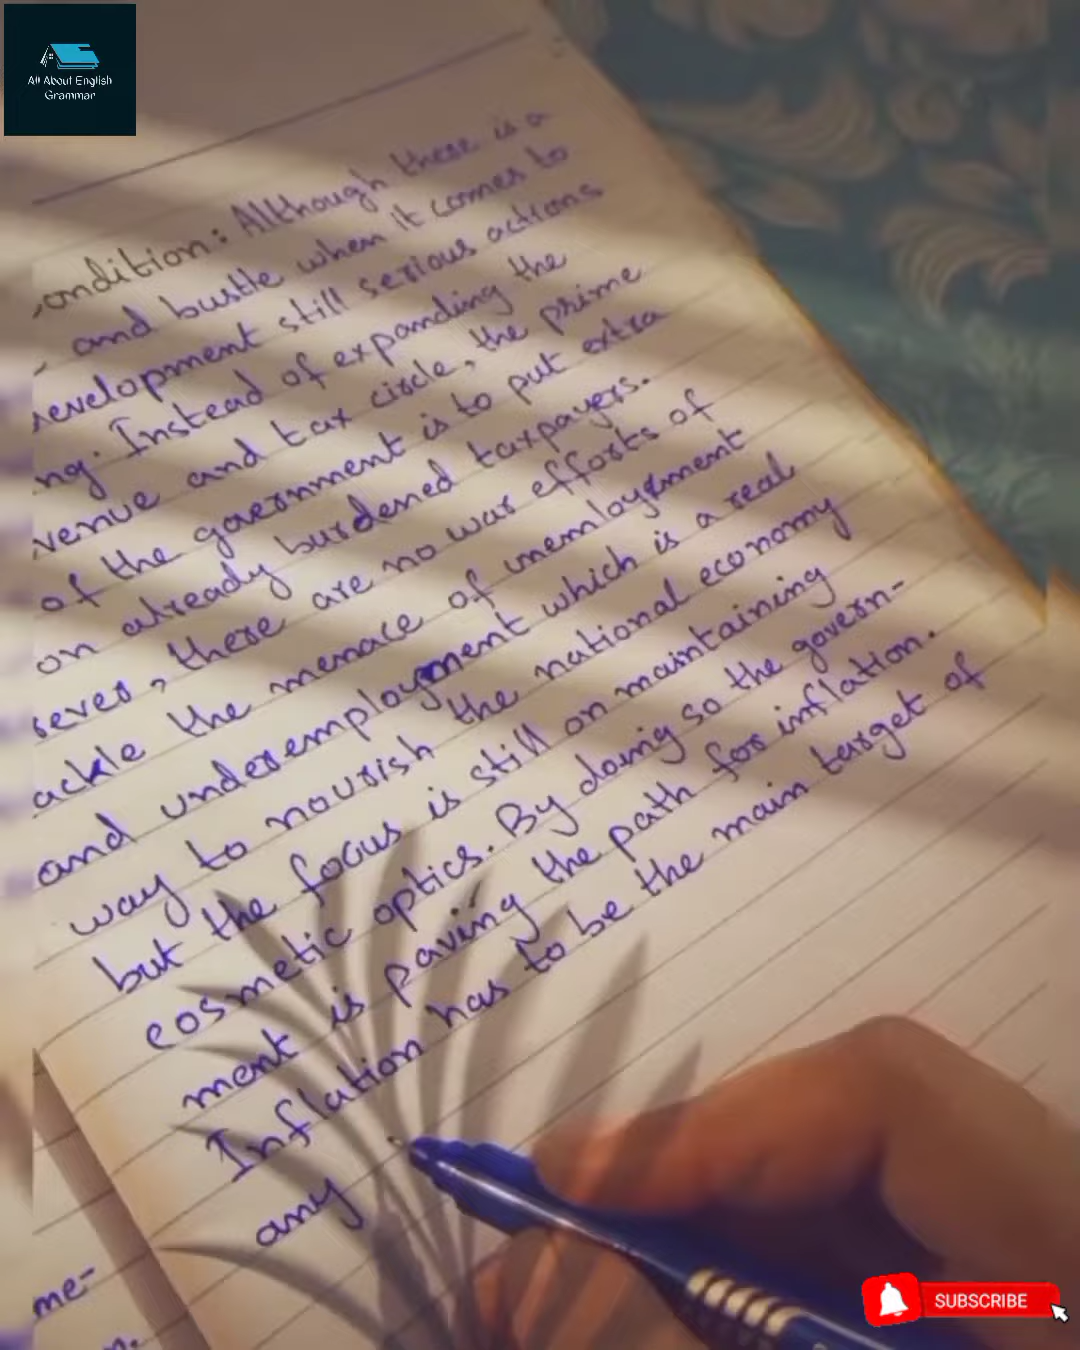 All About English
Grammar
ondition: Although there is a
and bustle when it comes to
evelopment still serious actions
ng. Instead of expanding the
venue and tax circle, the prime
of the government is to put extra
on already burdened taxpayers.
ever, there are no war efforts of
ackle the menace of unemployment
and underemployment which is a real
way to nourish the national economy
but the focus is still on maintaining
cosmetic optics. By doing so the govern-
ment is paving the path for inflation.
Inflation has to be the main target of
any
me-
SUBSCRIBE